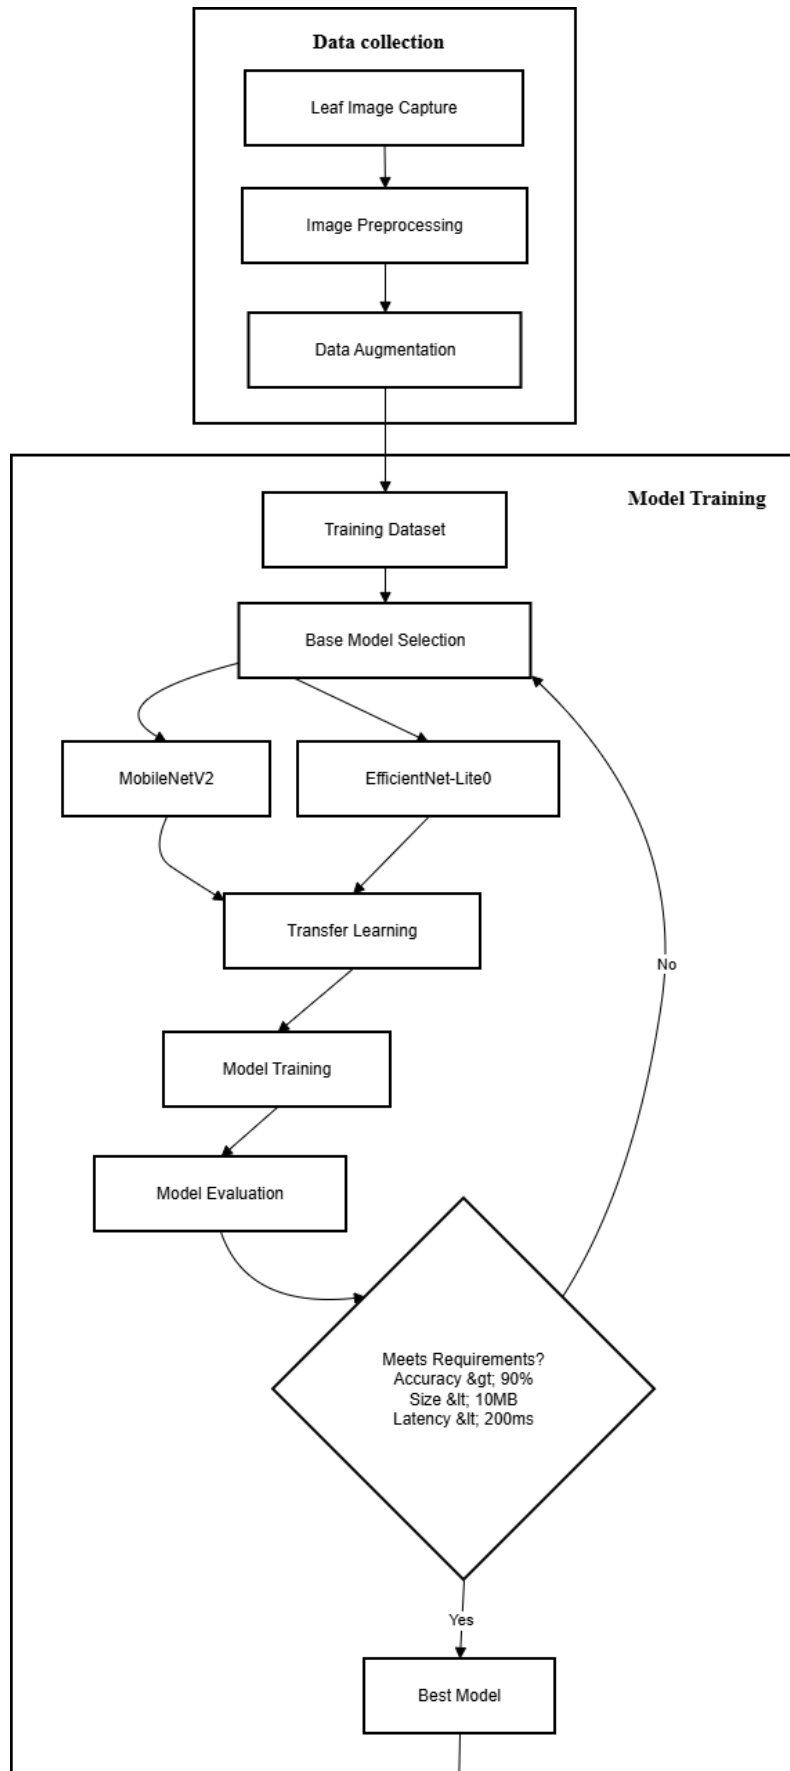 Data collection
Leaf Image Capture
Image Preprocessing
Data Augmentation
Model Training
Training Dataset
Base Model Selection
MobileNetV2
EfficientNet-Lite0
Transfer Learning
No
Model Training
Model Evaluation
Meets Requirements?
Accuracy &gt; 90%
Size &lt; 10MB
Latency &lt; 200ms
Yes
Best Model